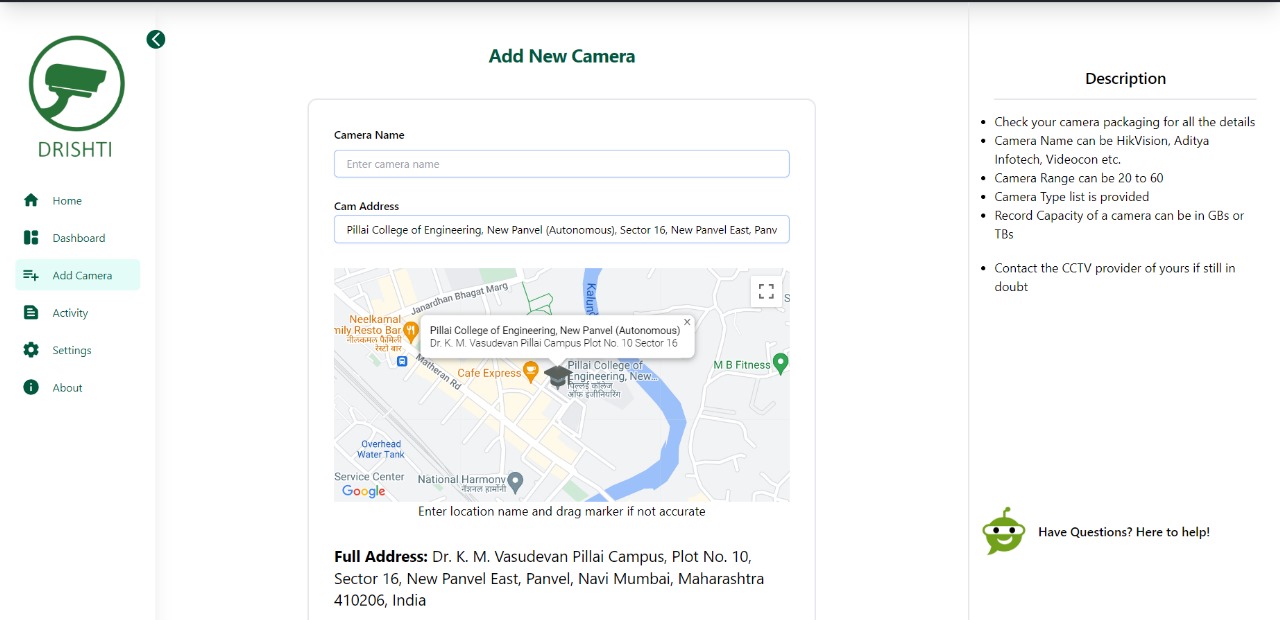 DRISHTI
Home
Dashboard
Add Camera
Activity
Settings
About
Add New Camera
Camera Name
Enter camera name
Cam Address
Pillai College of Engineering, New Panvel (Autonomous), Sector 16, New Panvel East, Panv
Janardhan Bhagat Marg
Kalun
S
Neelkamal
mily Resto Bar
नीलकमल फैमिली
रेस्टो बार
Pillai College of Engineering, New Panvel (Autonomous)
Dr. K. M. Vasudevan Pillai Campus Plot No. 10 Sector 16
Matheran Rd
Cafe Express
Pillai College of
Engineering, New...
पिल्लई कॉलेज
ऑफ इंजीनियरिंग
M B Fitness
Overhead
Water Tank
Service Center
National Harmony
नॅशनल हार्मोनी
Google
Enter location name and drag marker if not accurate
Full Address: Dr. K. M. Vasudevan Pillai Campus, Plot No. 10,
Sector 16, New Panvel East, Panvel, Navi Mumbai, Maharashtra
410206, India
Description
Check your camera packaging for all the details
Camera Name can be HikVision, Aditya
Infotech, Videocon etc.
Camera Range can be 20 to 60
Camera Type list is provided
Record Capacity of a camera can be in GBs or
TBs
Contact the CCTV provider of yours if still in
doubt
Have Questions? Here to help!